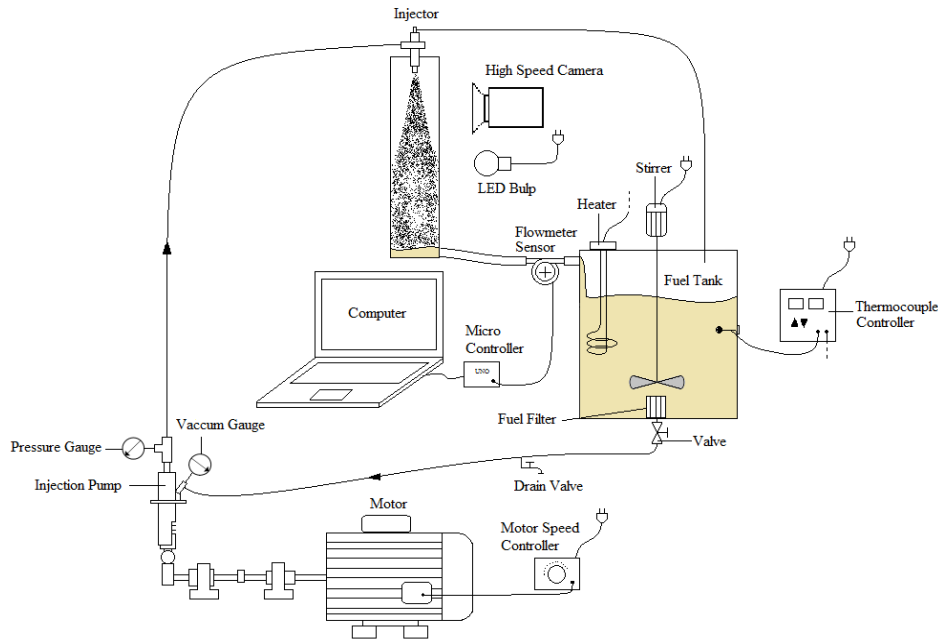 Injector
High Speed Camera
LED Bulp
Stirrer
Heater
Flowmeter
Sensor
Fuel Tank
Thermocouple
Controller
Computer
Micro
Controller
UNO
Fuel Filter
Valve
Vaccum Gauge
Pressure Gauge
Injection Pump
Drain Valve
Motor
Motor Speed
Controller